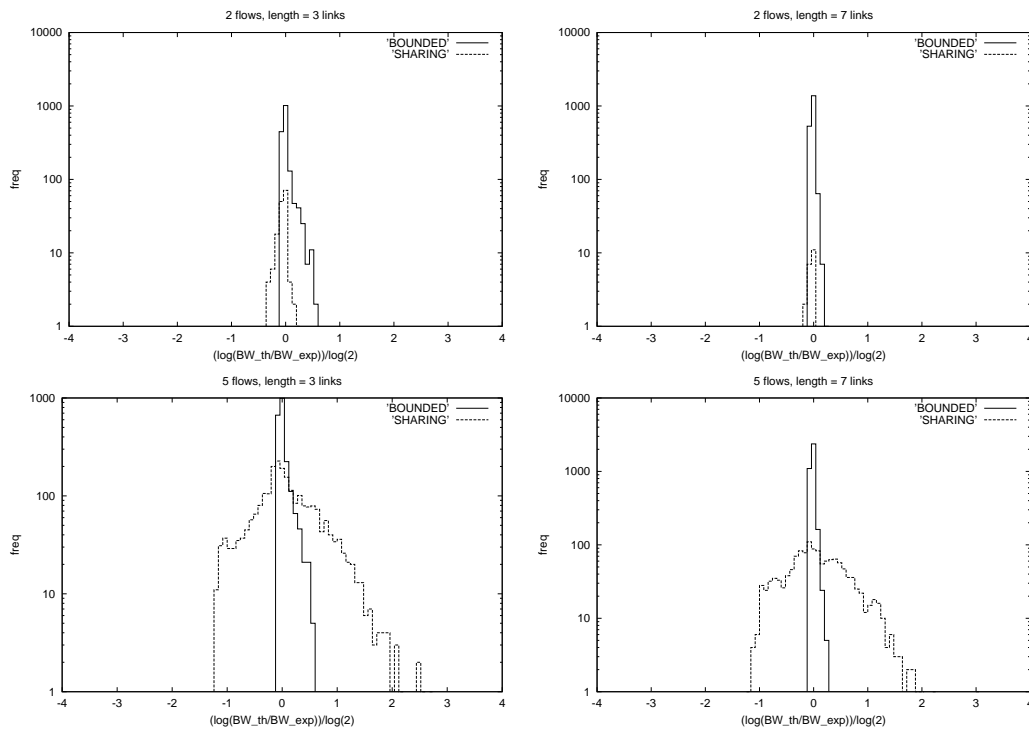 2 flows, length = 3 links
10000
1000
100
10
1
freq
-4 -3 -2 -1 0 1 2 3 4
(log(BW_th/BW_exp))/log(2)
'BOUNDED'
'SHARING'
2 flows, length = 7 links
10000
1000
100
10
1
freq
-4 -3 -2 -1 0 1 2 3 4
(log(BW_th/BW_exp))/log(2)
'BOUNDED'
'SHARING'
5 flows, length = 3 links
1000
100
10
1
freq
-4 -3 -2 -1 0 1 2 3 4
(log(BW_th/BW_exp))/log(2)
'BOUNDED'
'SHARING'
5 flows, length = 7 links
10000
1000
100
10
1
freq
-4 -3 -2 -1 0 1 2 3 4
(log(BW_th/BW_exp))/log(2)
'BOUNDED'
'SHARING'